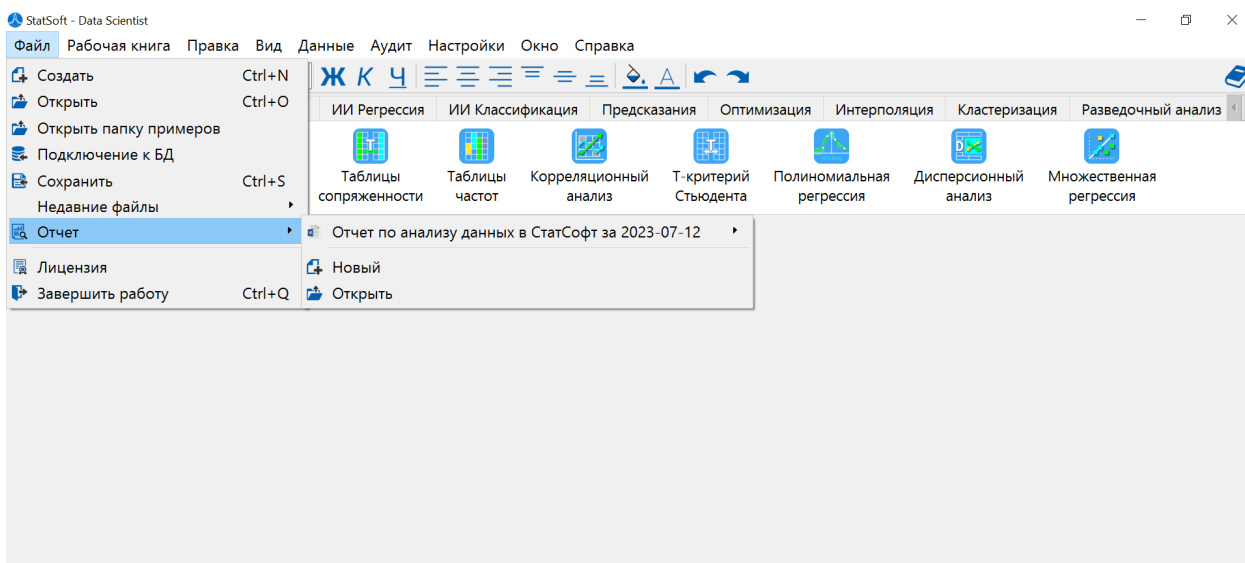 StatSoft - Data Scientist
Файл Рабочая книга Правка Вид Данные Аудит Настройки Окно Справка
Создать Ctrl+N
Открыть Ctrl+O
Открыть папку примеров
Подключение к БД
Сохранить Ctrl+S
Недавние файлы
Отчет
Лицензия
Завершить работу Ctrl+Q
Ж К Ч
ИИ Регрессия ИИ Классификация Предсказания Оптимизация Интерполяция Кластеризация Разведочный анализ
Таблицы сопряженности
Таблицы частот
Корреляционный анализ
Т-критерий Стьюдента
Полиномиальная регрессия
Дисперсионный анализ
Множественная регрессия
Отчет по анализу данных в СтатСофт за 2023-07-12
Новый
Открыть